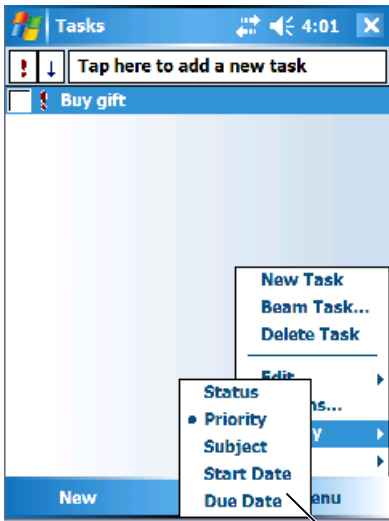 Tasks 4:01
! ↓ Tap here to add a new task
! Buy gift
New Task
Beam Task...
Delete Task
Edit
Status
Priority
Subject
Start Date
Due Date
New